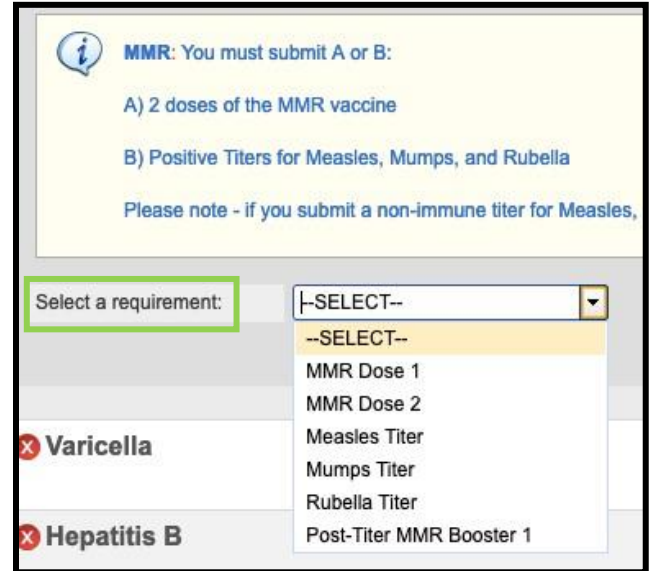 MMR: You must submit A or B:
A) 2 doses of the MMR vaccine
B) Positive Titers for Measles, Mumps, and Rubella
Please note - if you submit a non-immune titer for Measles,
Select a requirement:
--SELECT--
--SELECT--
MMR Dose 1
MMR Dose 2
Measles Titer
Mumps Titer
Rubella Titer
Post-Titer MMR Booster 1
Varicella
Hepatitis B